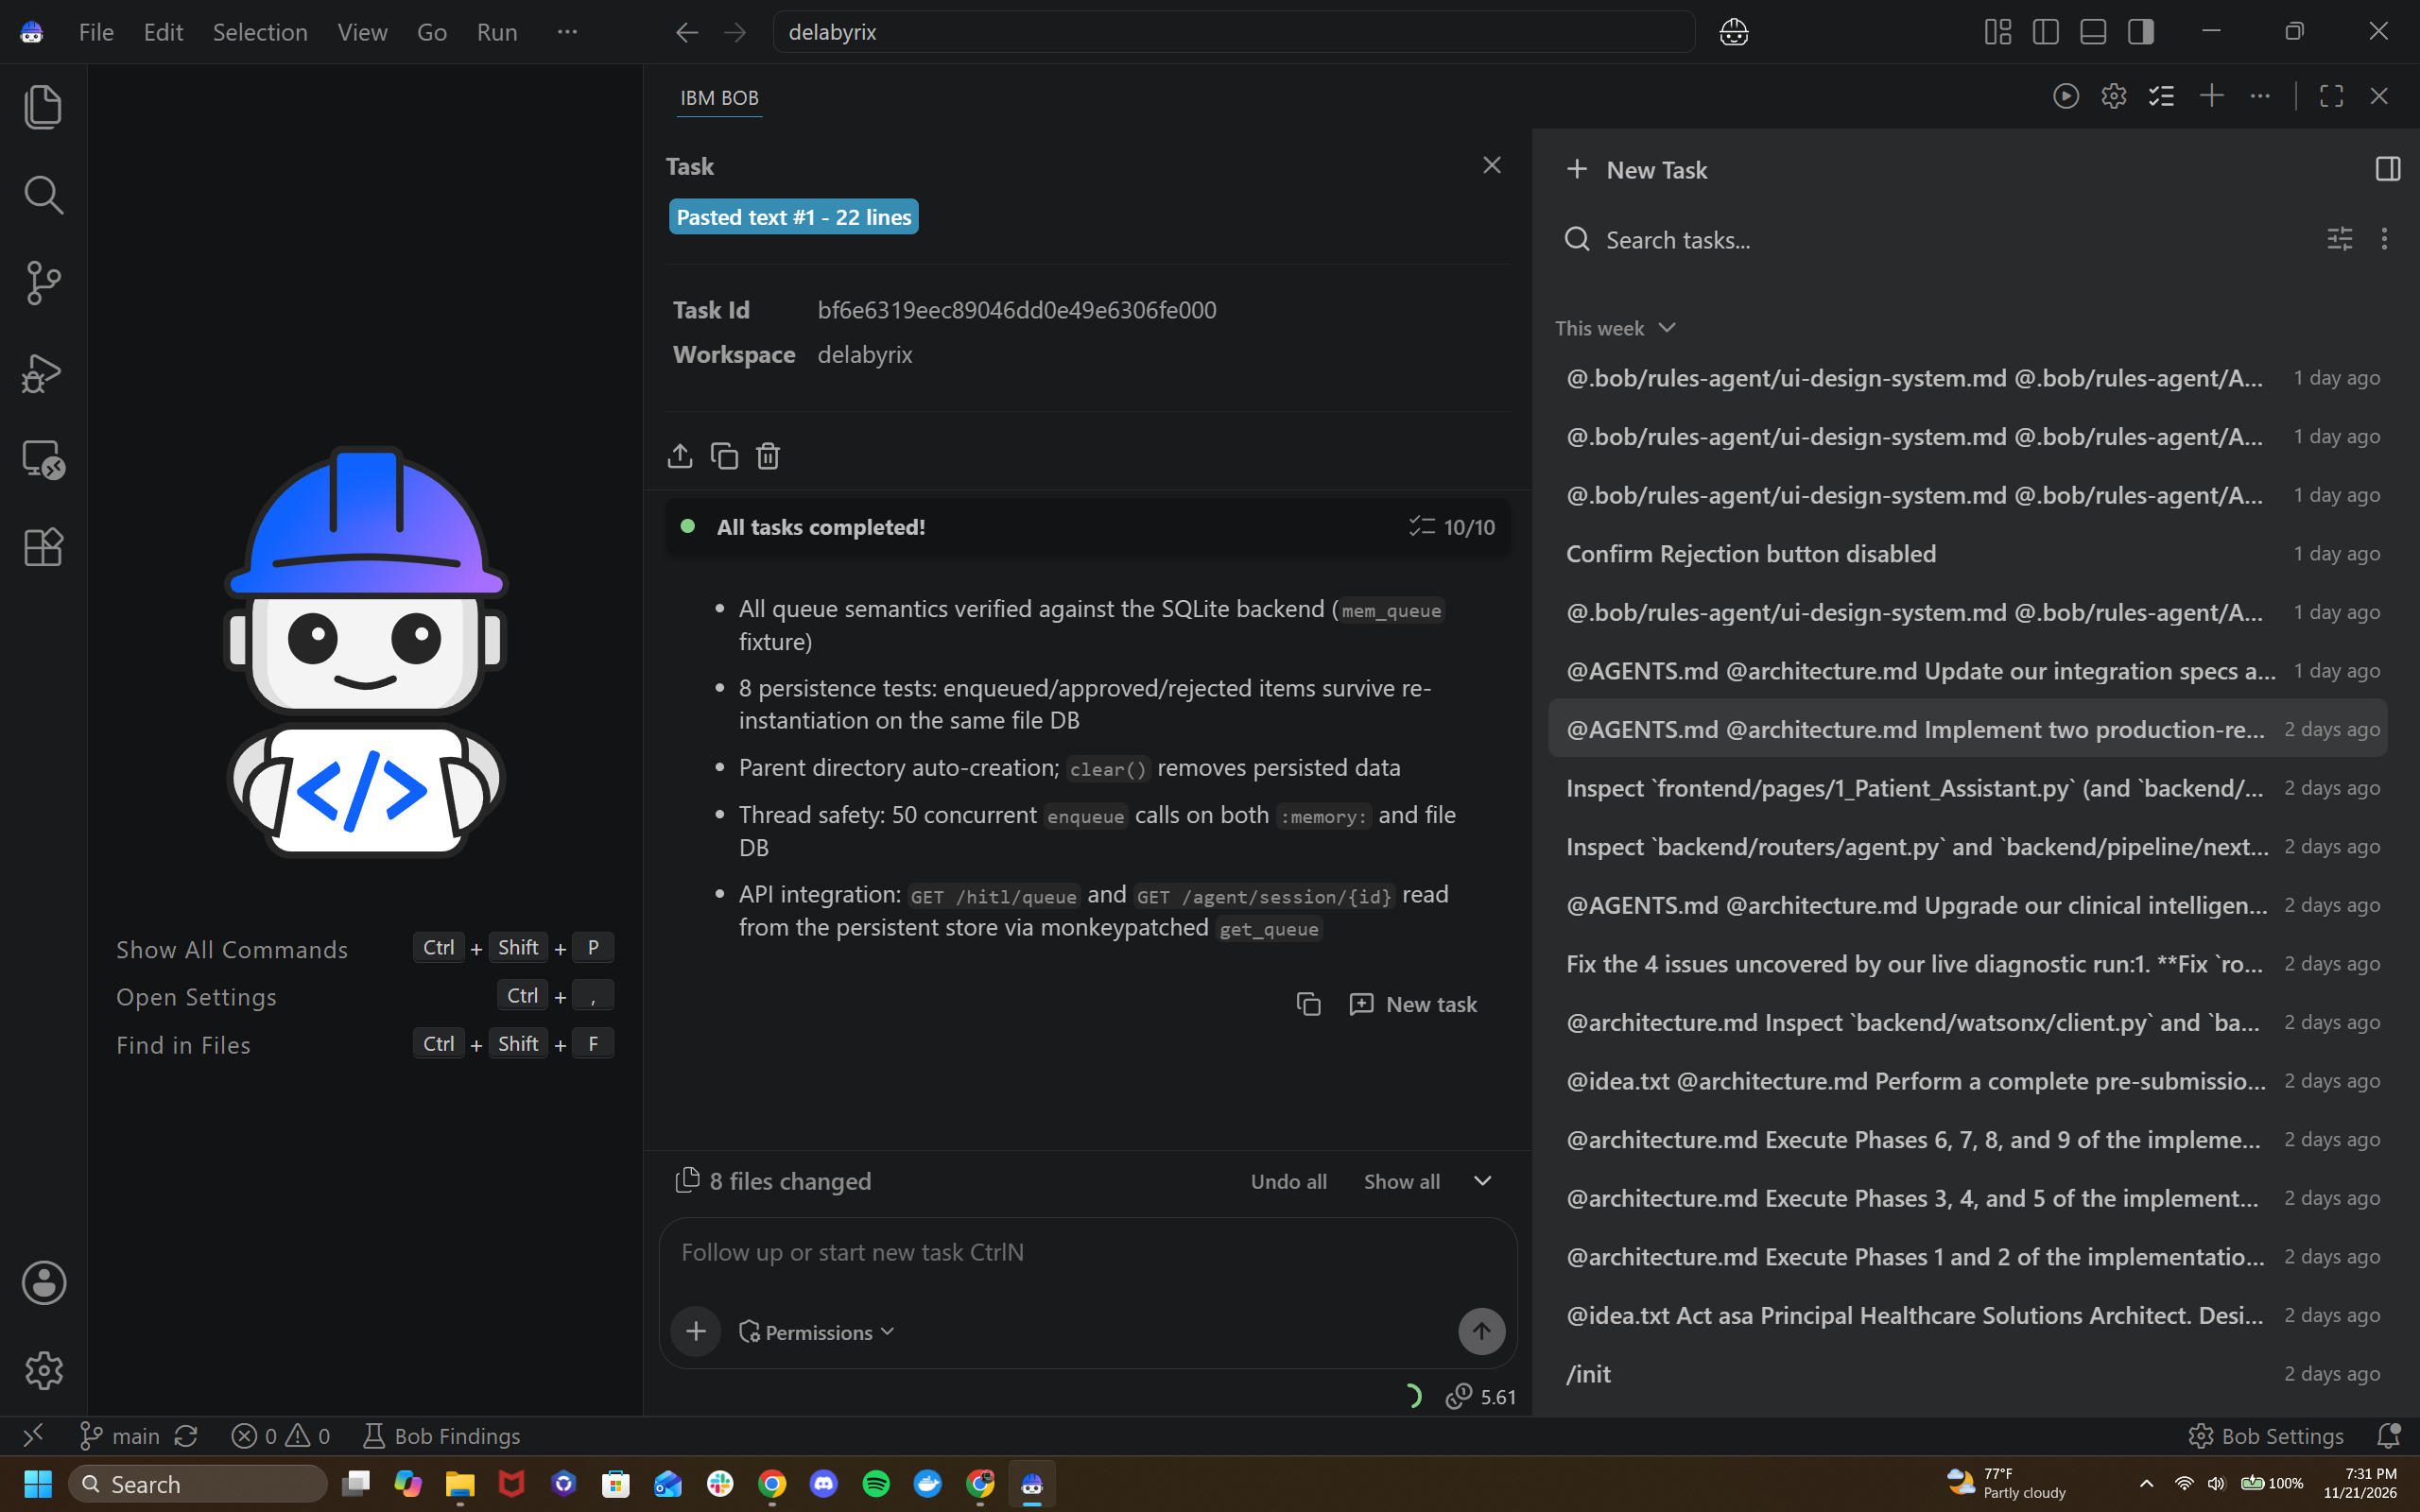 File Edit Selection View Go Run ···
delabyrix
IBM BOB
Task
Pasted text #1 - 22 lines
Task Id bf6e6319eec89046dd0e49e6306fe000
Workspace delabyrix
All tasks completed! 10/10
• All queue semantics verified against the SQLite backend (mem_queue
fixture)
• 8 persistence tests: enqueued/approved/rejected items survive re-
instantiation on the same file DB
• Parent directory auto-creation; clear() removes persisted data
• Thread safety: 50 concurrent enqueue calls on both :memory: and file
DB
• API integration: GET /hitl/queue and GET /agent/session/{id} read
from the persistent store via monkeypatched get_queue
New task
8 files changed Undo all Show all
Follow up or start new task CtrlN
Permissions
5.61
</>
Show All Commands Ctrl + Shift + P
Open Settings Ctrl + ,
Find in Files Ctrl + Shift + F
New Task
Search tasks...
This week
@.bob/rules-agent/ui-design-system.md @.bob/rules-agent/A... 1 day ago
@.bob/rules-agent/ui-design-system.md @.bob/rules-agent/A... 1 day ago
@.bob/rules-agent/ui-design-system.md @.bob/rules-agent/A... 1 day ago
Confirm Rejection button disabled 1 day ago
@.bob/rules-agent/ui-design-system.md @.bob/rules-agent/A... 1 day ago
@AGENTS.md @architecture.md Update our integration specs a... 1 day ago
@AGENTS.md @architecture.md Implement two production-re... 2 days ago
Inspect `frontend/pages/1_Patient_Assistant.py` (and `backend/... 2 days ago
Inspect `backend/routers/agent.py` and `backend/pipeline/next... 2 days ago
@AGENTS.md @architecture.md Upgrade our clinical intelligen... 2 days ago
Fix the 4 issues uncovered by our live diagnostic run:1. **Fix `ro... 2 days ago
@architecture.md Inspect `backend/watsonx/client.py` and `ba... 2 days ago
@idea.txt @architecture.md Perform a complete pre-submissio... 2 days ago
@architecture.md Execute Phases 6, 7, 8, and 9 of the impleme... 2 days ago
@architecture.md Execute Phases 3, 4, and 5 of the implement... 2 days ago
@architecture.md Execute Phases 1 and 2 of the implementatio... 2 days ago
@idea.txt Act asa Principal Healthcare Solutions Architect. Desi... 2 days ago
/init 2 days ago
main 0 0 Bob Findings Bob Settings
Search
77°F
Partly cloudy
100%
7:31 PM
11/21/2026